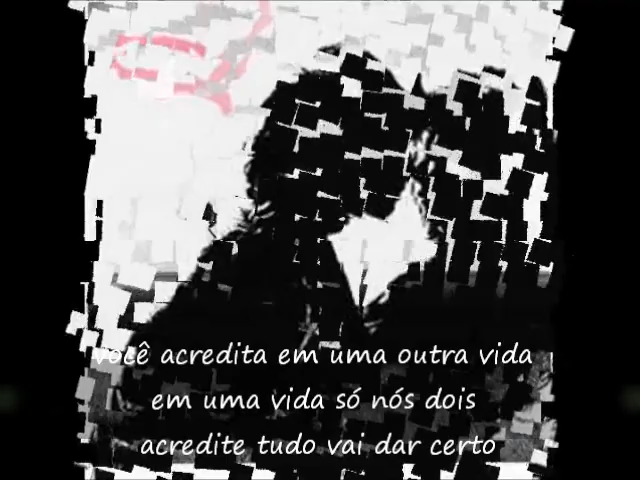 você acredita em uma outra vida
em uma vida só nós dois
acredite tudo vai dar certo